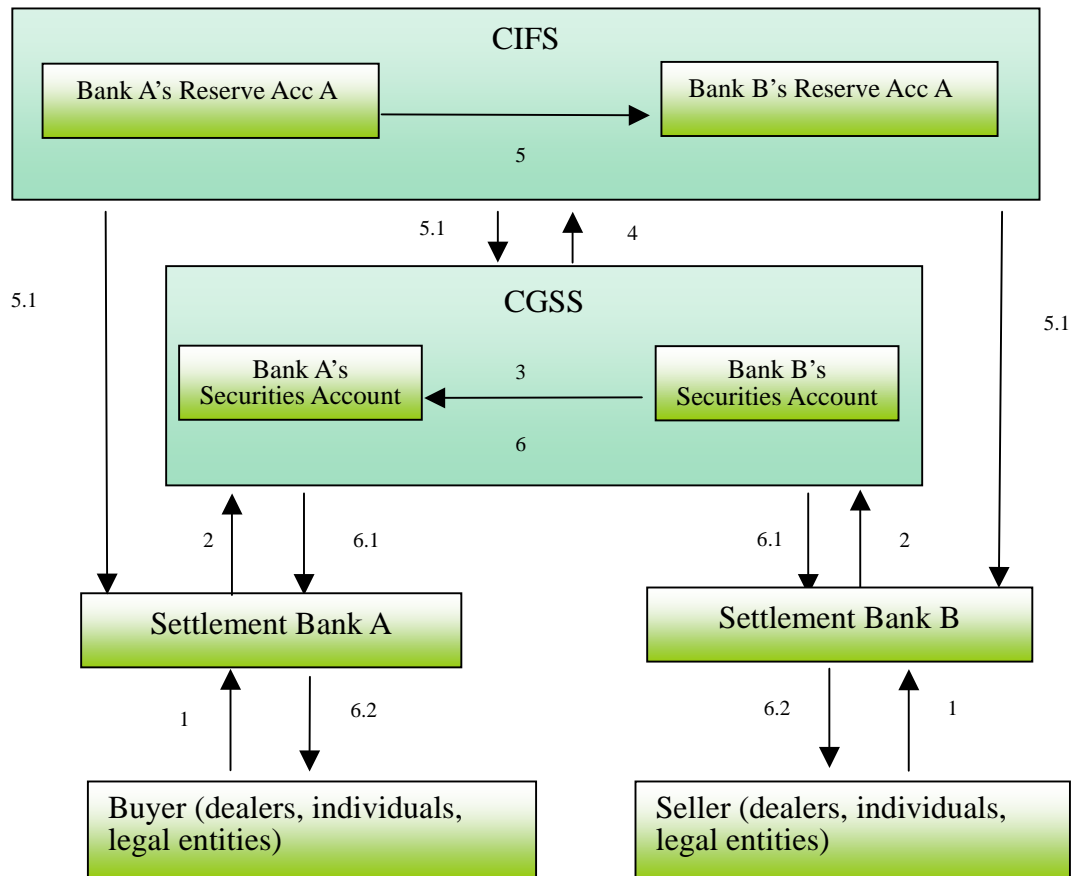 CIFS
Bank A’s Reserve Acc A
Bank B’s Reserve Acc A
5
5.1
4
5.1
5.1
CGSS
Bank A’s
Securities Account
3
Bank B’s
Securities Account
6
2
6.1
6.1
2
Settlement Bank A
Settlement Bank B
1
6.2
6.2
1
Buyer (dealers, individuals,
legal entities)
Seller (dealers, individuals,
legal entities)